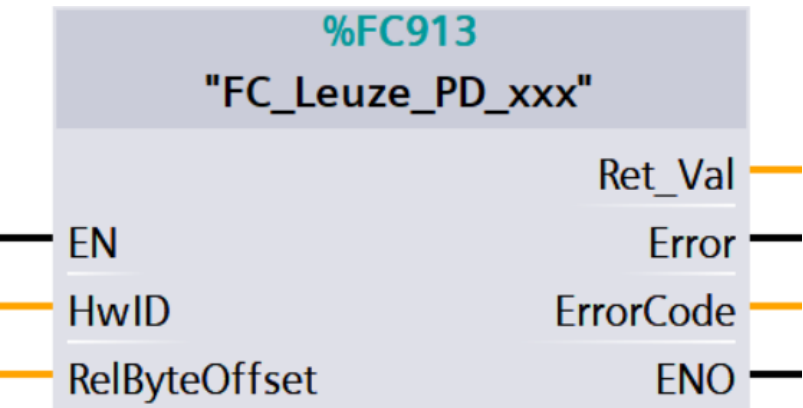 %FC913
"FC_Leuze_PD_xxx"
Ret_Val
EN Error
HwID ErrorCode
RelByteOffset ENO